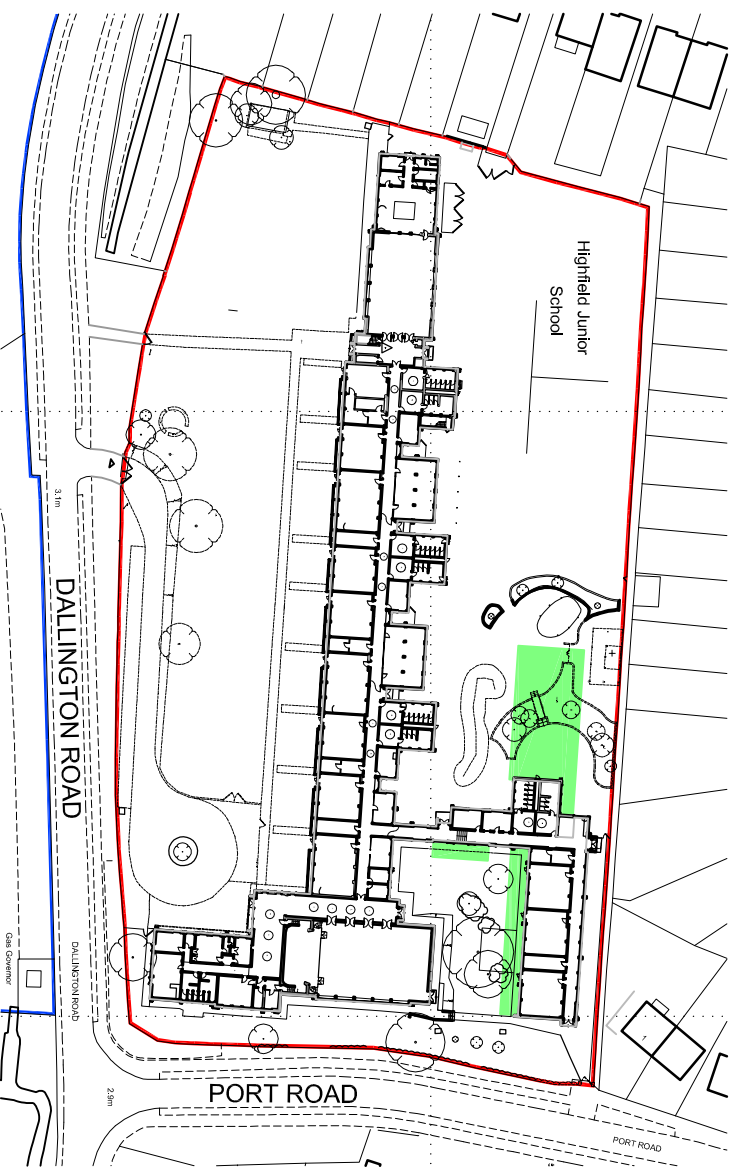 Highfield Junior
School
3.1m
DALLINGTON ROAD
Gas Governor
DALLINGTON ROAD
2.9m
PORT ROAD
PORT ROAD